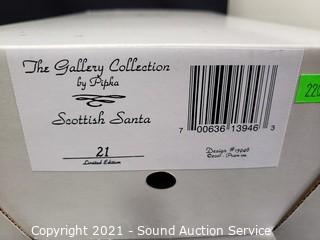 The Gallery Collection
by Pipka
Scottish Santa
21
Limited Edition
7 00636 13946 3
Design #13946
220
Copyright 2021 - Sound Auction Service